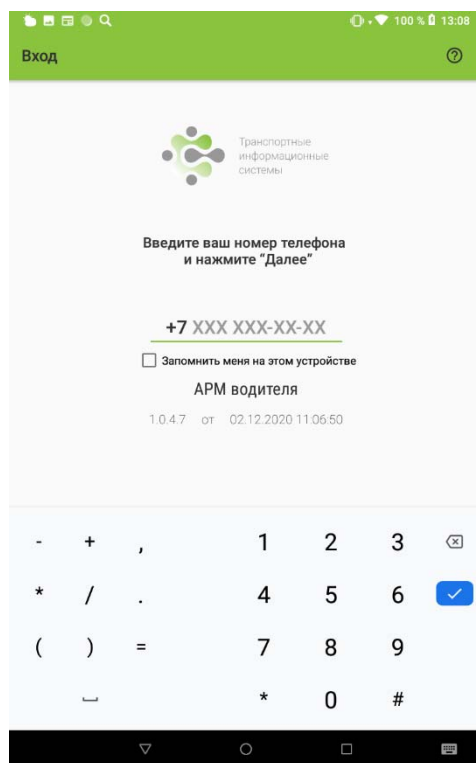 100 % 13:08
Вход
Транспортные
информационные
системы
Введите ваш номер телефона
и нажмите “Далее”
+7 XXX XXX-XX-XX
Запомнить меня на этом устройстве
АРМ водителя
1.0.4.7 от 02.12.2020 11:06:50
- + , 1 2 3
* / . 4 5 6
( ) = 7 8 9
* 0 #